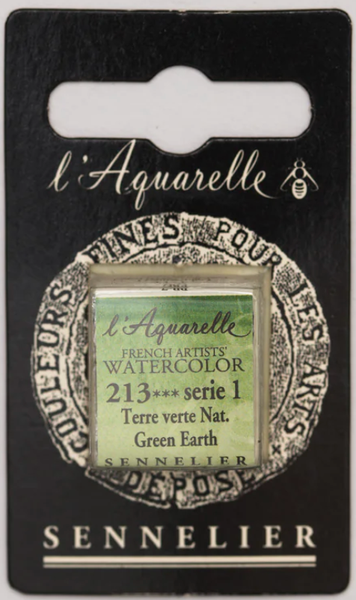 l'Aquarelle
COULEURS FINES POUR LES ARTS
l'Aquarelle
FRENCH ARTISTS'
WATERCOLOR
213*** serie 1
Terre verte Nat.
Green Earth
SENNELIER
DÉPOSÉ
SENNELIER